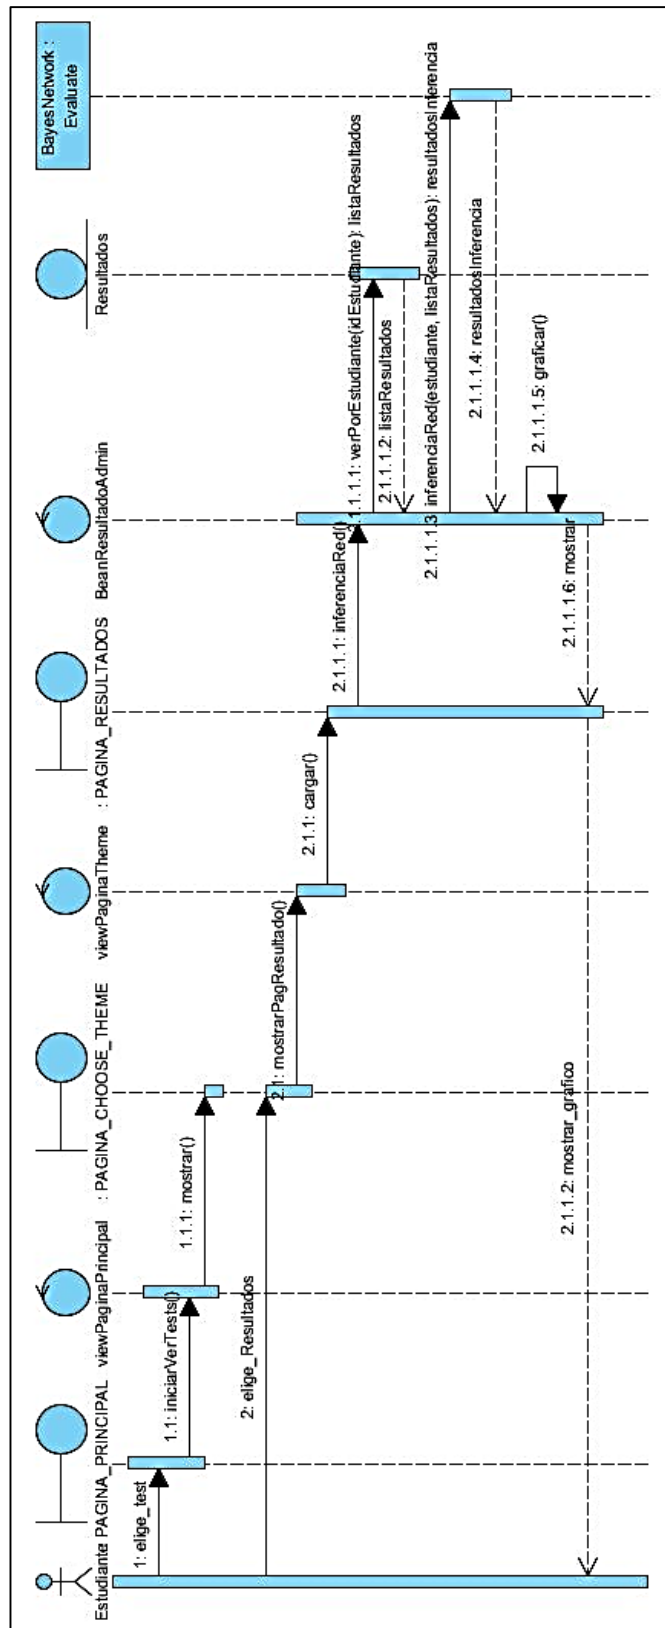 Estudiante
PAGINA_PRINCIPAL
viewPaginaPrincipal
: PAGINA_CHOOSE_THEME
viewPaginaTheme
: PAGINA_RESULTADOS
BeanResultadoAdmin
Resultados
BayesNetwork :
Evaluate
1: elige_test
1.1: iniciarVerTests()
1.1.1: mostrar()
2: elige_Resultados
2.1: mostrarPagResultado()
2.1.1: cargar()
2.1.1.1: inferenciaRed()
2.1.1.1.1: verPorEstudiante(idEstudiante): listaResultados
2.1.1.1.2: listaResultados
2.1.1.1.3: inferenciaRed(estudiante, listaResultados): resultadosInferencia
2.1.1.1.4: resultadosInferencia
2.1.1.1.5: graficar()
2.1.1.1.6: mostrar
2.1.1.2: mostrar_grafico